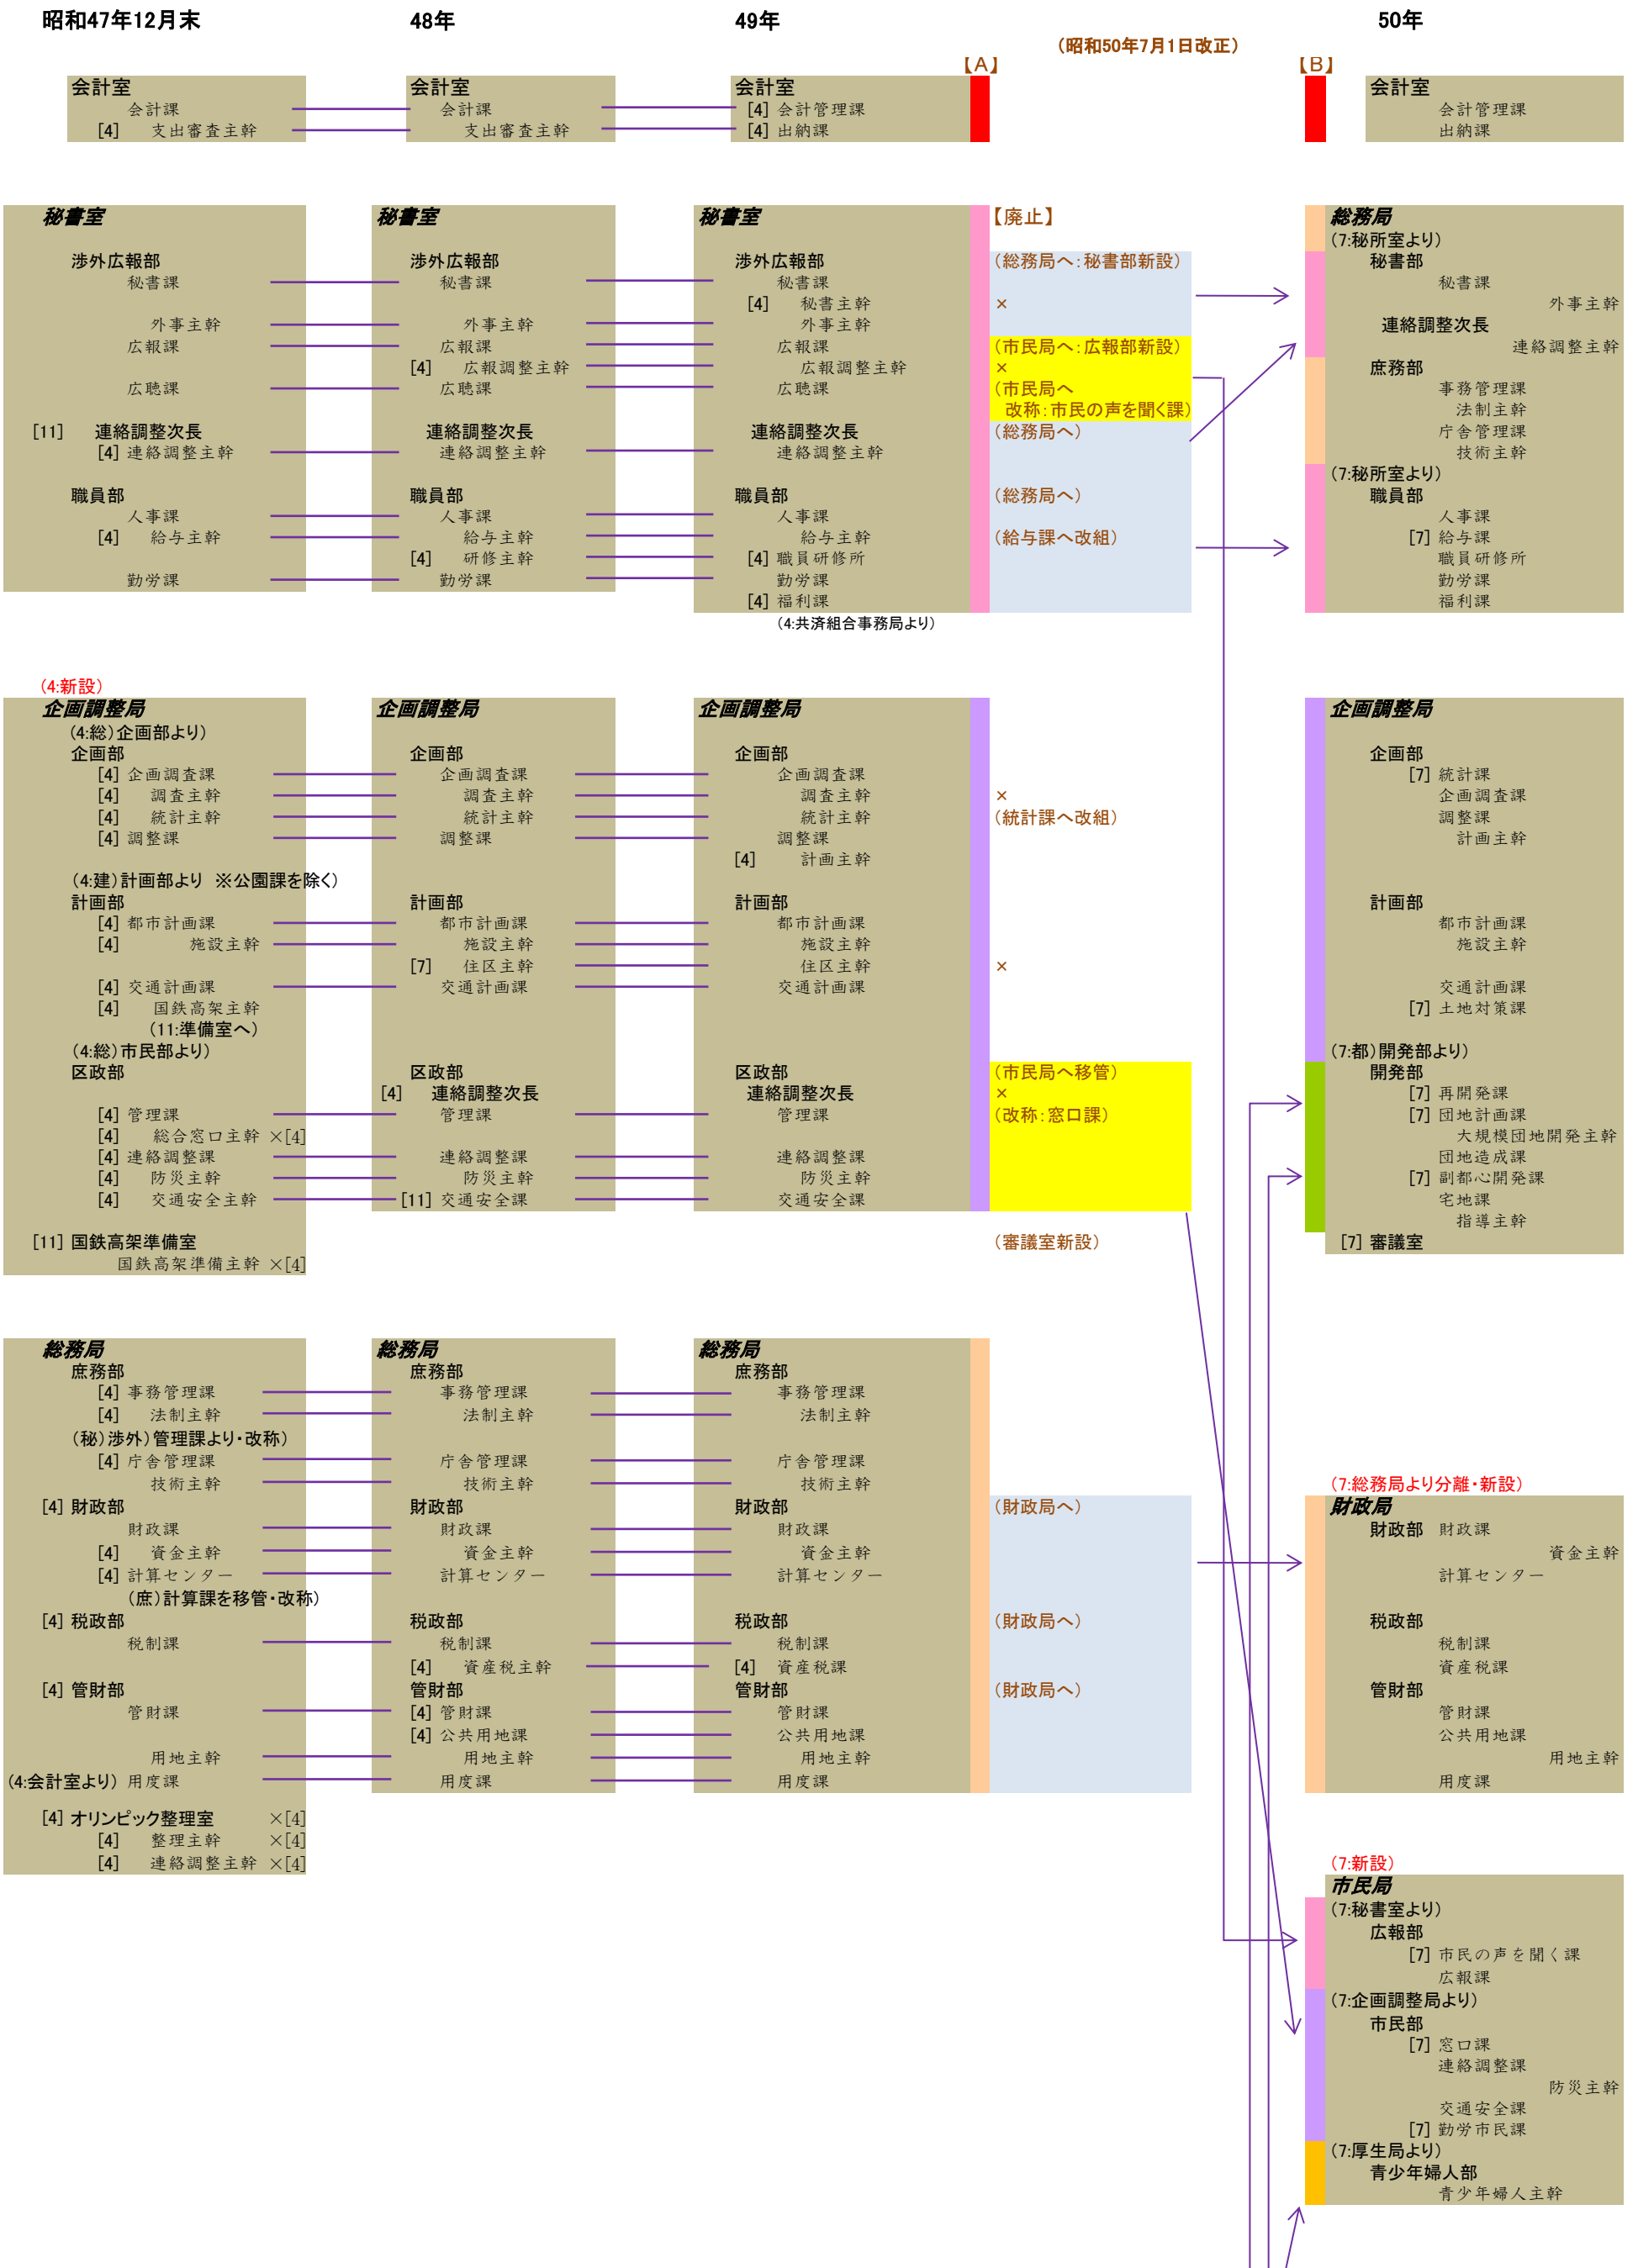 昭和47年12月末 48年 49年 50年
(昭和50年7月1日改正)
【A】 【B】
会計室 会計室 会計室 会計室
会計課 会計課 [4] 会計管理課 会計管理課
[4] 支出審査主幹 支出審査主幹 [4] 出納課 出納課
秘書室 秘書室 秘書室 【廃止】 総務局
(7:秘所室より)
渉外広報部 渉外広報部 渉外広報部 (総務局へ:秘書部新設) 秘書部
秘書課 秘書課 秘書課 秘書課
[4] 秘書主幹 × 外事主幹
外事主幹 外事主幹 外事主幹 連絡調整次長
広報課 広報課 広報課 (市民局へ:広報部新設) 連絡調整主幹
[4] 広報調整主幹 広報調整主幹 × 庶務部
広聴課 広聴課 広聴課 (市民局へ 事務管理課
改称:市民の声を聞く課) 法制主幹
[11] 連絡調整次長 連絡調整次長 連絡調整次長 (総務局へ) 庁舎管理課
[4] 連絡調整主幹 連絡調整主幹 連絡調整主幹 技術主幹
(7:秘所室より)
職員部 職員部 職員部 (総務局へ) 職員部
人事課 人事課 人事課 人事課
[4] 給与主幹 給与主幹 給与主幹 (給与課へ改組) [7] 給与課
[4] 研修主幹 [4] 職員研修所 職員研修所
勤学課 勤学課 勤学課 勤学課
[4] 福利課 福利課
(4:共済組合事務局より)
(4:新設)
企画調整局 企画調整局 企画調整局 企画調整局
(4:総)企画部より)
企画部 企画部 企画部 企画部
[4] 企画調査課 企画調査課 企画調査課 [7] 統計課
[4] 調査主幹 調査主幹 調査主幹 × 企画調査課
[4] 統計主幹 統計主幹 統計主幹 (統計課へ改組) 調整課
[4] 調整課 調整課 調整課 計画主幹
[4] 計画主幹
(4:建)計画部より ※公園課を除く)
計画部 計画部 計画部 計画部
[4] 都市計画課 都市計画課 都市計画課 都市計画課
[4] 施設主幹 施設主幹 施設主幹 施設主幹
[7] 住区主幹 住区主幹 ×
[4] 交通計画課 交通計画課 交通計画課 交通計画課
[4] 国鉄高架主幹 [7] 土地対策課
(11:準備室へ)
(4:総)市民部より) (7:都)開発部より)
区政部 区政部 区政部 (市民局へ移管) 開発部
[4] 連絡調整次長 連絡調整次長 × [7] 再開発課
[4] 管理課 管理課 管理課 (改称:窓口課) [7] 団地計画課
[4] 総合窓口主幹 ×[4] 大規模団地開発主幹
[4] 連絡調整課 連絡調整課 連絡調整課 団地造成課
[4] 防災主幹 防災主幹 防災主幹 [7] 副都心開発課
[4] 交通安全主幹 [11] 交通安全課 交通安全課 宅地課
指導主幹
[11] 国鉄高架準備室 (審議室新設) [7] 審議室
国鉄高架準備主幹 ×[4]
総務局 総務局 総務局
庶務部 庶務部 庶務部
[4] 事務管理課 事務管理課 事務管理課
[4] 法制主幹 法制主幹 法制主幹
(秘)渉外)管理課より・改称)
[4] 庁舎管理課 庁舎管理課 庁舎管理課
技術主幹 技術主幹 技術主幹 (7:総務局より分離・新設)
[4] 財政部 財政部 財政部 (財政局へ) 財政局
財政課 財政課 財政課 財政部 財政課
[4] 資金主幹 資金主幹 資金主幹 資金主幹
[4] 計算センター 計算センター 計算センター 計算センター
(庶)計算課を移管・改称)
[4] 税政部 税政部 税政部 (財政局へ) 税政部
税制課 税制課 税制課 税制課
[4] 資産税主幹 [4] 資産税課 資産税課
[4] 管財部 管財部 管財部 (財政局へ) 管財部
管財課 [4] 管財課 管財課 管財課
[4] 公共用地課 公共用地課 公共用地課
用地主幹 用地主幹 用地主幹 用地主幹
(4:会計室より) 用度課 用度課 用度課 用度課
[4] オリンピック整理室 ×[4]
[4] 整理主幹 ×[4]
[4] 連絡調整主幹 ×[4] (7:新設)
市民局
(7:秘書室より)
広報部
[7] 市民の声を聞く課
広報課
(7:企画調整局より)
市民部
[7] 窓口課
連絡調整課
防災主幹
交通安全課
[7] 勤労市民課
(7:厚生局より)
青少年婦人部
青少年婦人主幹